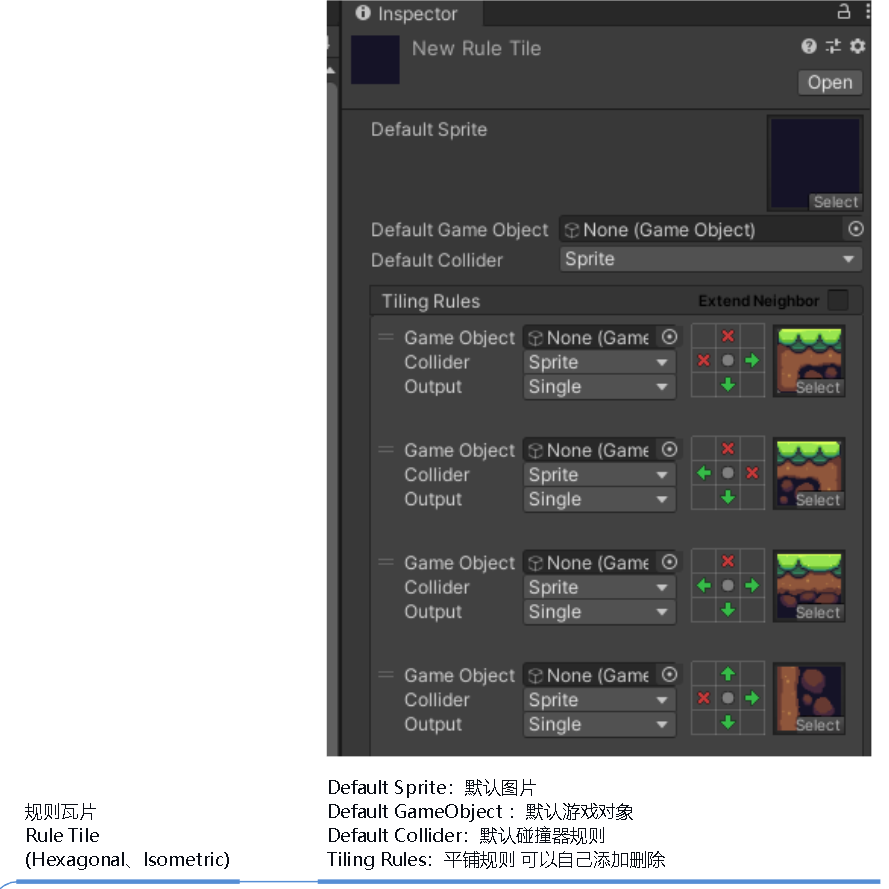 Inspector
New Rule Tile
Open
Default Sprite
Select
Default Game Object None (Game Object)
Default Collider Sprite
Tiling Rules Extend Neighbor
Game Object None (Game
Collider Sprite
Output Single
Select
Game Object None (Game
Collider Sprite
Output Single
Select
Game Object None (Game
Collider Sprite
Output Single
Select
Game Object None (Game
Collider Sprite
Output Single
Select
规则瓦片
Rule Tile
(Hexagonal、Isometric)
Default Sprite：默认图片
Default GameObject ：默认游戏对象
Default Collider：默认碰撞器规则
Tiling Rules：平铺规则 可以自己添加删除